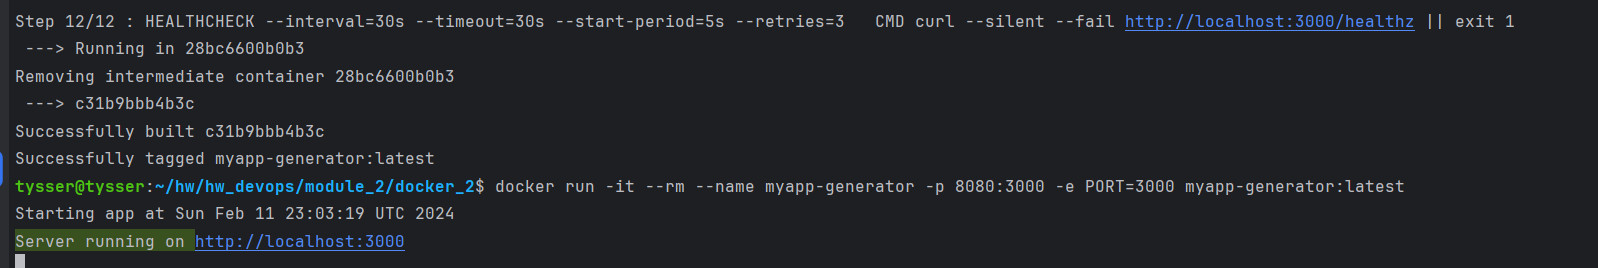 Step 12/12 : HEALTHCHECK --interval=30s --timeout=30s --start-period=5s --retries=3   CMD curl --silent --fail http://localhost:3000/healthz || exit 1
 ---> Running in 28bc6600b0b3
Removing intermediate container 28bc6600b0b3
 ---> c31b9bbb4b3c
Successfully built c31b9bbb4b3c
Successfully tagged myapp-generator:latest
tysser@tysser:~/hw/hw_devops/module_2/docker_2$ docker run -it --rm --name myapp-generator -p 8080:3000 -e PORT=3000 myapp-generator:latest
Starting app at Sun Feb 11 23:03:19 UTC 2024
Server running on http://localhost:3000